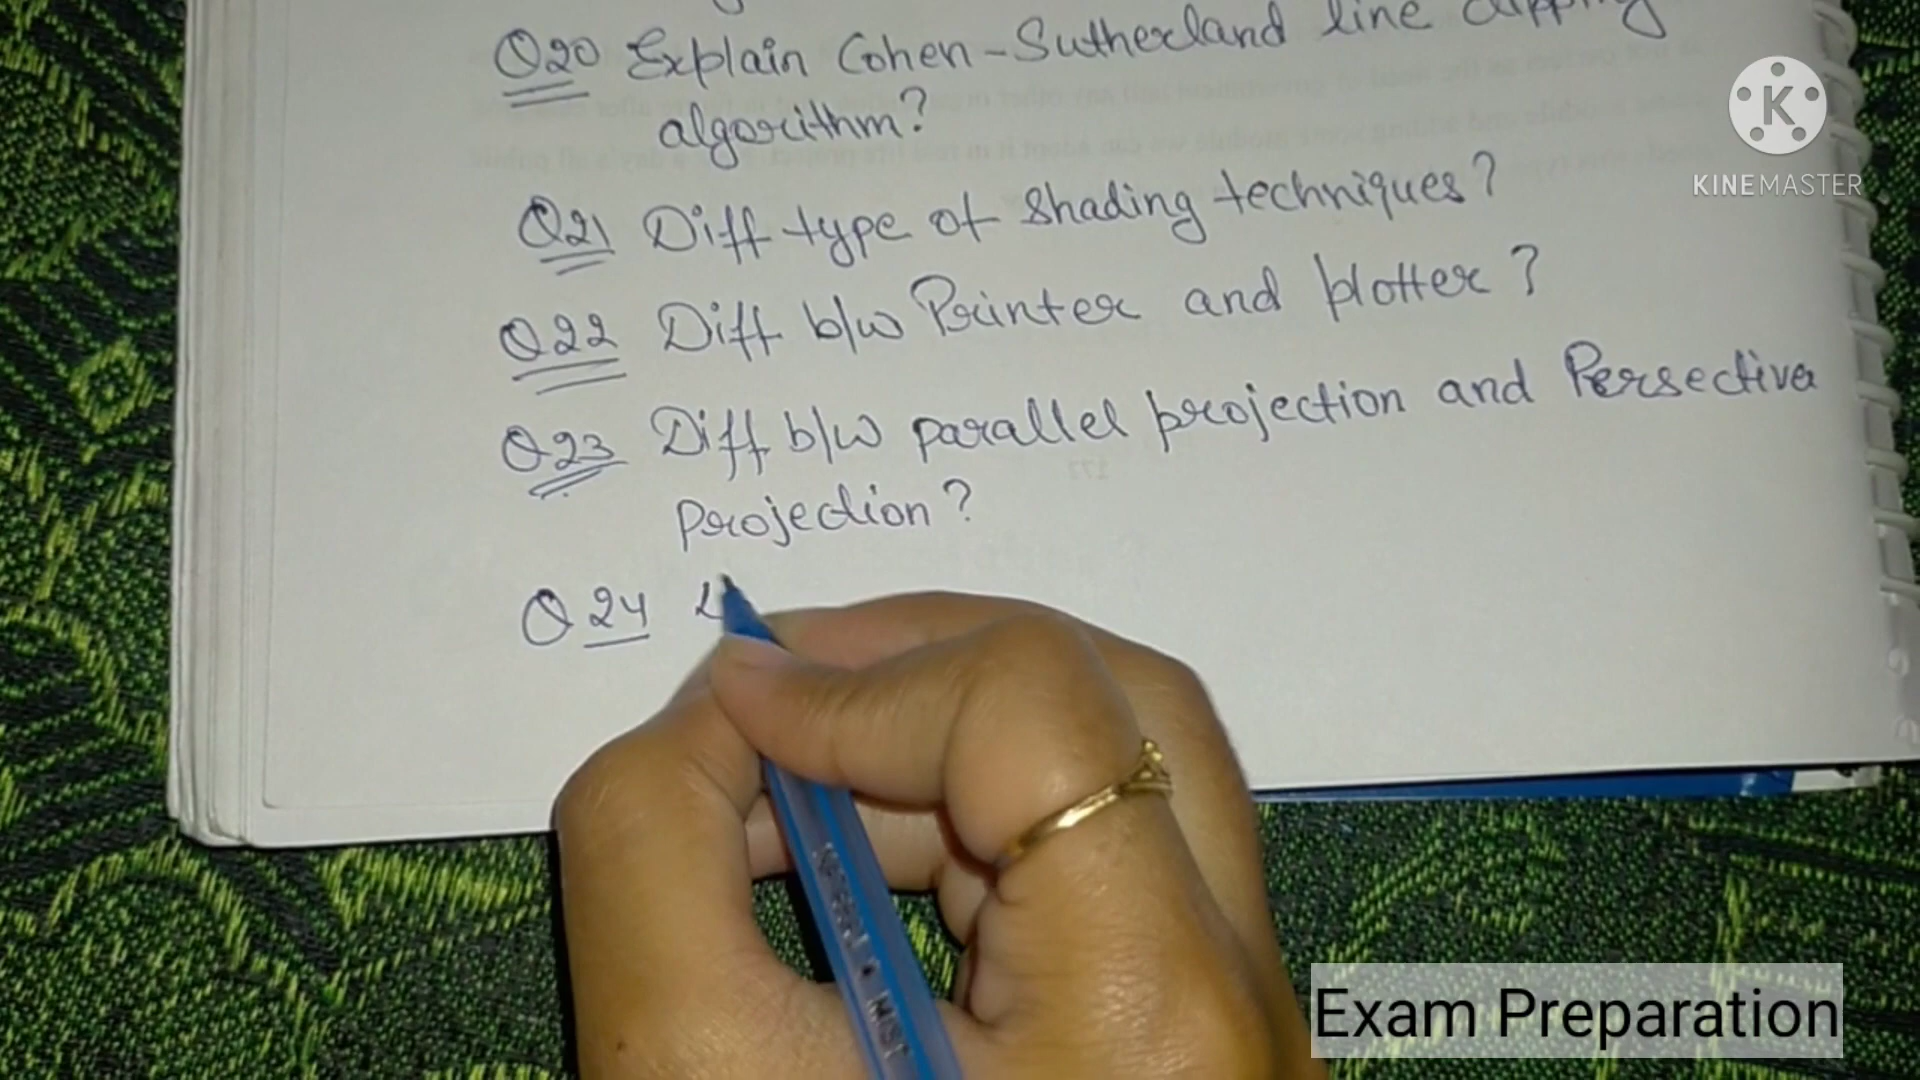 Q20 Explain Cohen-Sutherland line clipping
algorithm?
Q21 Diff type of shading techniques?
Q22 Diff b/w Printer and plotter?
Q23 Diff b/w parallel projection and Persective
Projection?
Q24
KINEMASTER
Exam Preparation